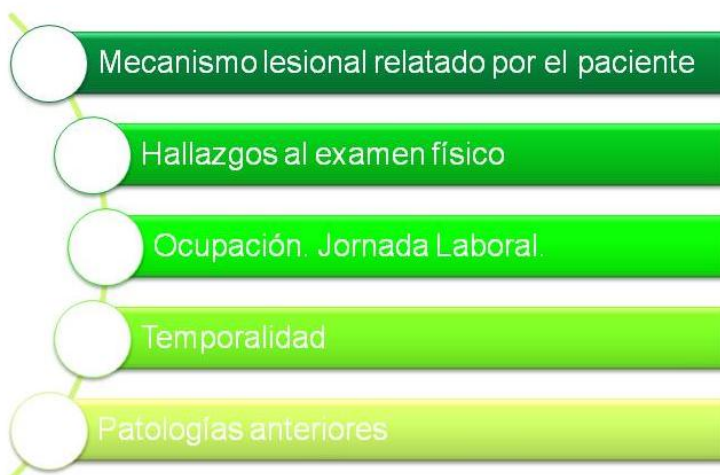 Mecanismo lesional relatado por el paciente
Hallazgos al examen físico
Ocupación. Jornada Laboral.
Temporalidad
Patologías anteriores